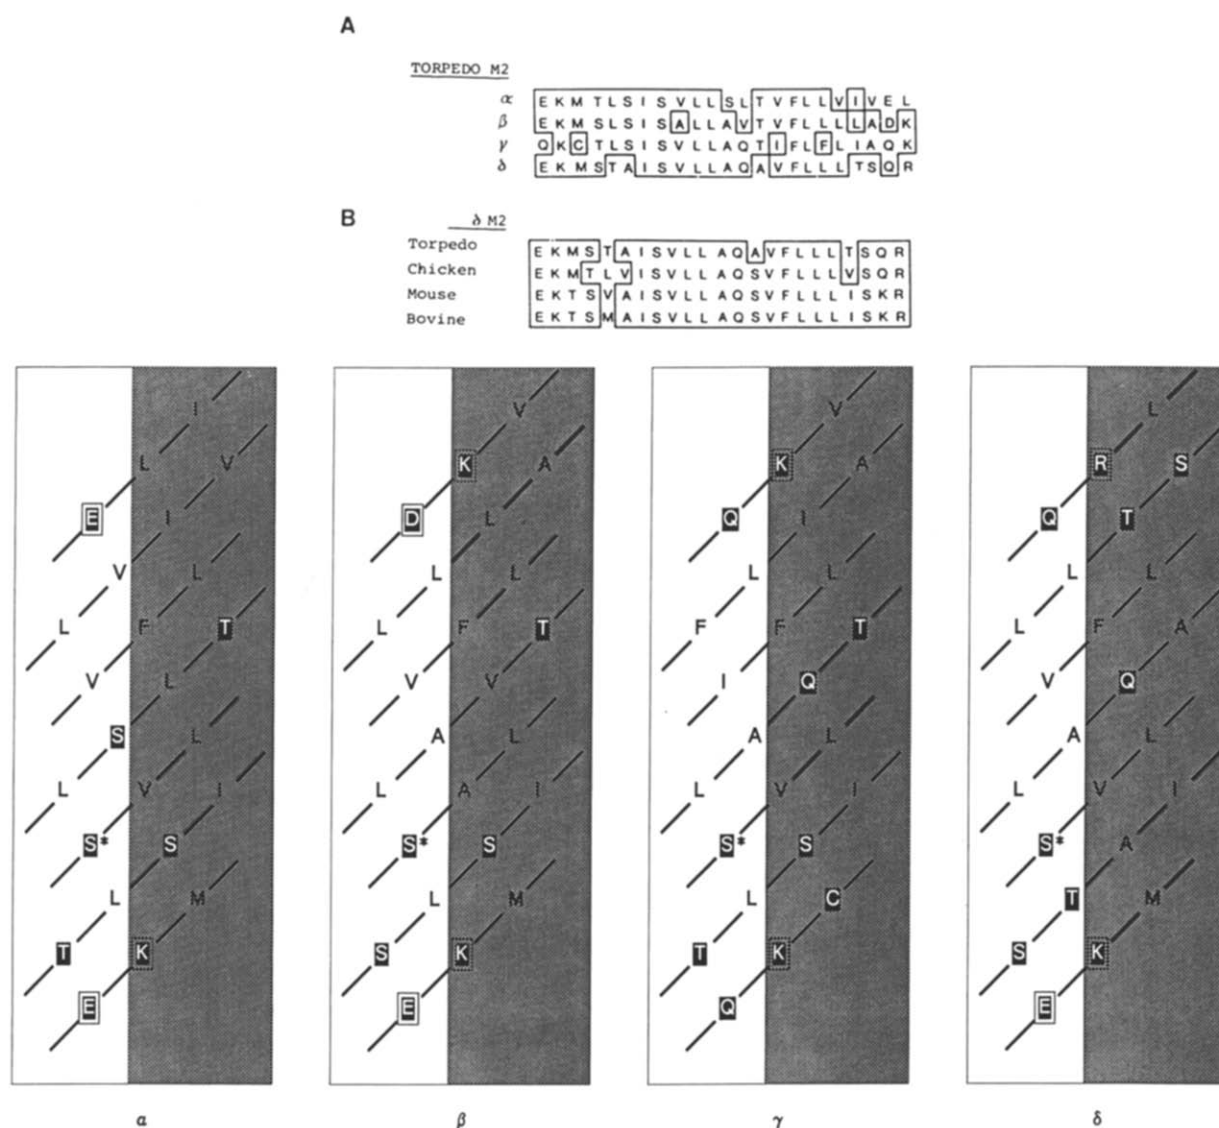 A
TORPEDO M2
α E K M T L S I S V L L S L T V F L L V I V E L
β E K M S L S I S A L L A V T V F L L L L A D K
γ Q K C T L S I S V L L A Q T I F L F L I A Q K
δ E K M S T A I S V L L A Q A V F L L L T S Q R
B
δ M2
Torpedo E K M S T A I S V L L A Q A V F L L L T S Q R
Chicken E K M T L V I S V L L A Q S V F L L L V S Q R
Mouse E K T S V A I S V L L A Q S V F L L L I S K R
Bovine E K T S M A I S V L L A Q S V F L L L I S K R
I V V L
L V K A K A R S
E I D L Q I Q T
V L L L L L L L
L F T L F T F F T L F A
V L V V I Q V Q
S L A L A L A L
L V I L A I L V I L V I
S* S S* S S* S S* A
L M L M L C T M
T K S K T K S K
E E Q E
α β γ δ